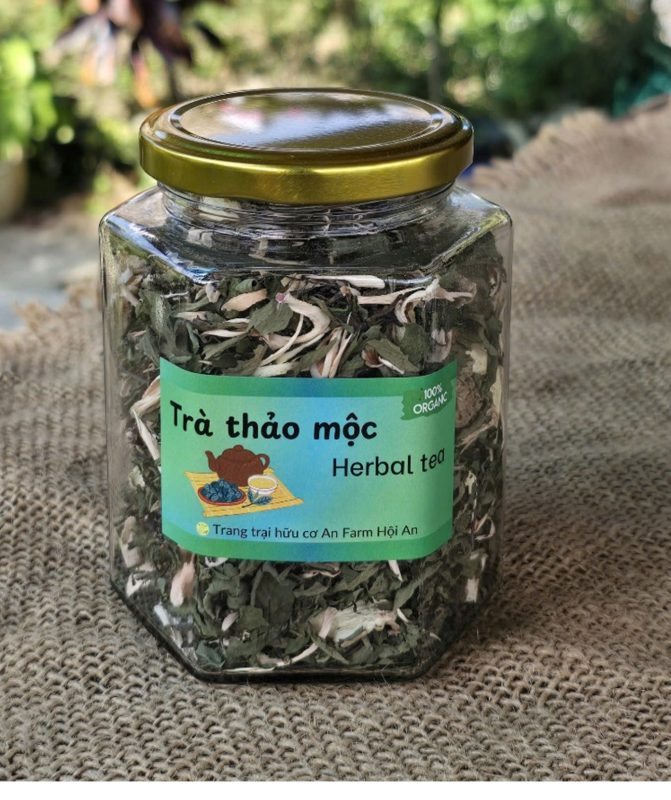 100%
ORGANIC
Trà thảo mộc
Herbal tea
Trang trại hữu cơ An Farm Hội An